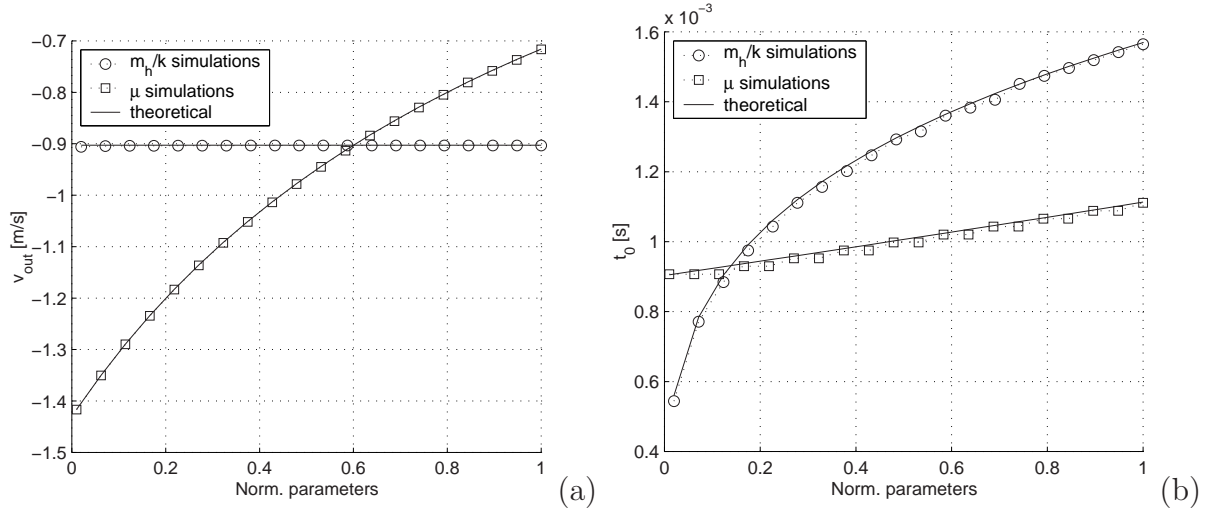 −0.7
−0.8
−0.9
−1
−1.1
−1.2
−1.3
−1.4
−1.5
v_out [m/s]
m_h/k simulations
μ simulations
theoretical
0 0.2 0.4 0.6 0.8 1
Norm. parameters
(a)
x 10^−3
1.6
1.4
1.2
1
0.8
0.6
0.4
t_0 [s]
m_h/k simulations
μ simulations
theoretical
0 0.2 0.4 0.6 0.8 1
Norm. parameters
(b)